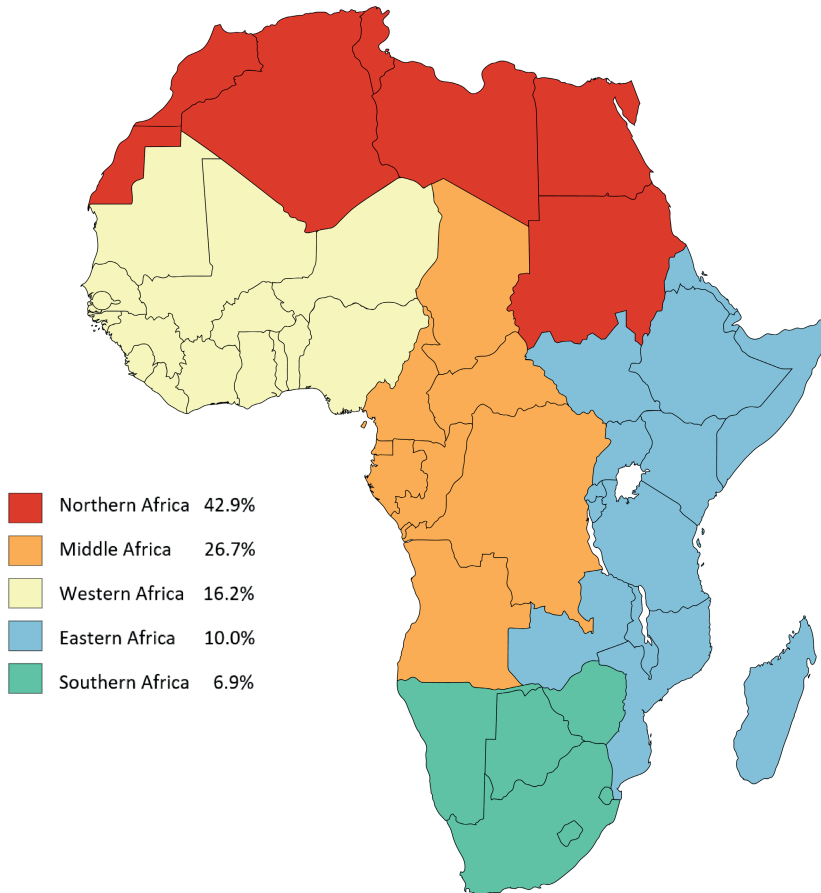 Northern Africa 42.9%
Middle Africa 26.7%
Western Africa 16.2%
Eastern Africa 10.0%
Southern Africa 6.9%